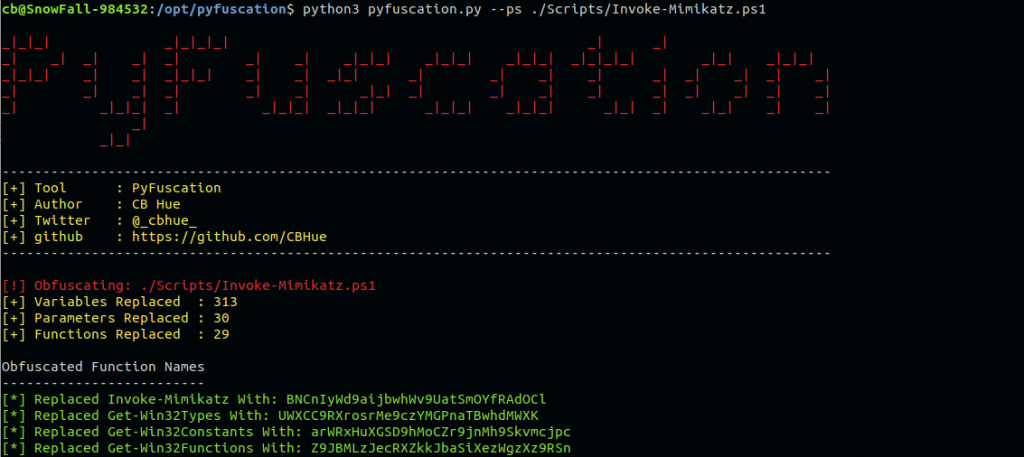 cb@SnowFall-984532:/opt/pyfuscation$ python3 pyfuscation.py --ps ./Scripts/Invoke-Mimikatz.ps1
PyFuscation
--------------------------------------------------------------------------------------------------------
[+] Tool      : PyFuscation
[+] Author    : CB Hue
[+] Twitter   : @_cbhue_
[+] github    : https://github.com/CBHue
--------------------------------------------------------------------------------------------------------
[!] Obfuscating: ./Scripts/Invoke-Mimikatz.ps1
[+] Variables Replaced  : 313
[+] Parameters Replaced : 30
[+] Functions Replaced  : 29
Obfuscated Function Names
-------------------------
[*] Replaced Invoke-Mimikatz With: BNCnIyWd9aijbwhWv9UatSmOYfRAdOCl
[*] Replaced Get-Win32Types With: UWXCC9RXrosrMe9czYMGPnaTBwhdMWXK
[*] Replaced Get-Win32Constants With: arWRxHuXGSD9hMoCZr9jnMh9Skvmcjpc
[*] Replaced Get-Win32Functions With: Z9JBMLzJecRXZkkJbaSiXezWgzXz9RSn